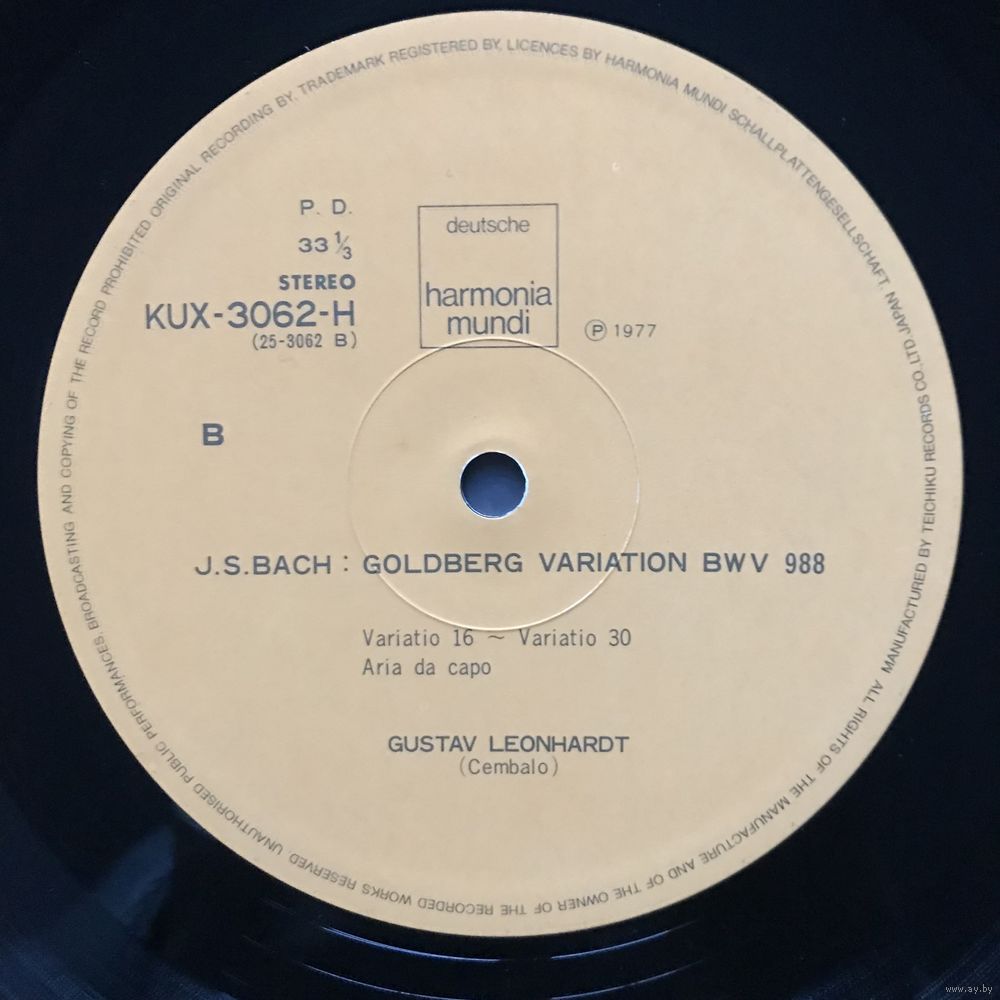 ORIGINAL RECORDING BY, TRADEMARK REGISTERED BY, LICENCES BY HARMONIA MUNDI SCHALLPLATTENGESELLSCHAFT, NAPAN, MANUFACTURED BY TEICHIKU RECORDS CO., LTD. JAPAN, ALL RIGHTS OF THE MANUFACTURE AND OF THE OWNER OF THE RECORDED WORKS RESERVED UNAUTHORISED PUBLIC PERFORMANCES, BROADCASTING AND COPYING OF THE RECORD PROHIBITED
P. D.
33 1/3
STEREO
KUX-3062-H
(25-3062 B)
deutsche
harmonia
mundi
Ⓟ 1977
B
J.S.BACH : GOLDBERG VARIATION BWV 988
Variatio 16 ～ Variatio 30
Aria da capo
GUSTAV LEONHARDT
(Cembalo)
www.ay.by